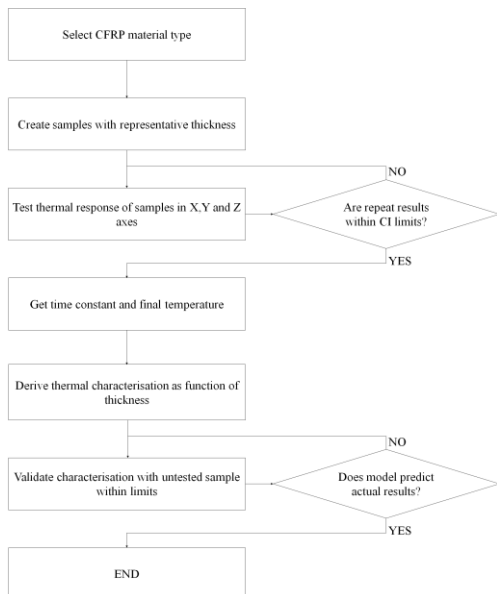 Select CFRP material type
Create samples with representative thickness
NO
Test thermal response of samples in X,Y and Z
axes
Are repeat results
within CI limits?
YES
Get time constant and final temperature
Derive thermal characterisation as function of
thickness
NO
Validate characterisation with untested sample
within limits
Does model predict
actual results?
YES
END